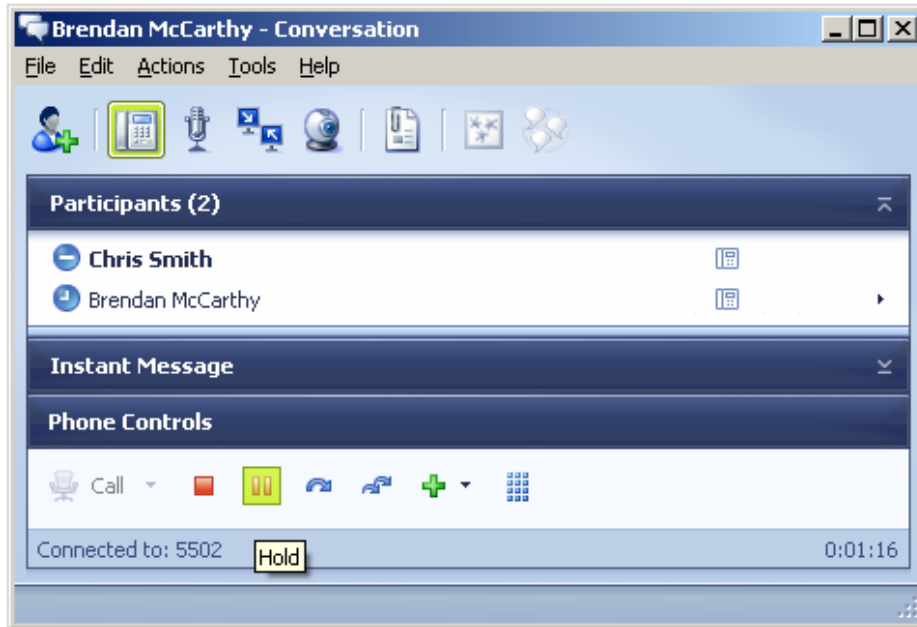 Brendan McCarthy - Conversation
File Edit Actions Tools Help
Participants (2)
Chris Smith
Brendan McCarthy
Instant Message
Phone Controls
Call
Connected to: 5502 0:01:16
Hold